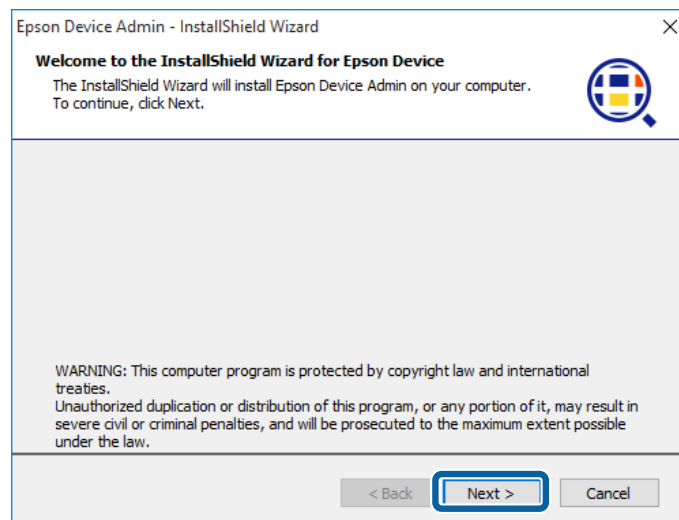 Epson Device Admin - InstallShield Wizard
Welcome to the InstallShield Wizard for Epson Device
The InstallShield Wizard will install Epson Device Admin on your computer.
To continue, click Next.
WARNING: This computer program is protected by copyright law and international
treaties.
Unauthorized duplication or distribution of this program, or any portion of it, may result in
severe civil or criminal penalties, and will be prosecuted to the maximum extent possible
under the law.
< Back Next > Cancel